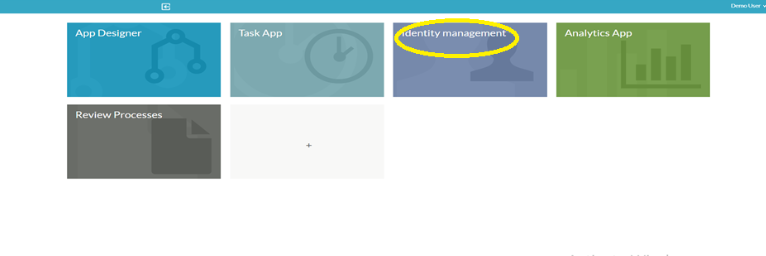 Demo User
App Designer
Task App
Identity management
Analytics App
Review Processes
+